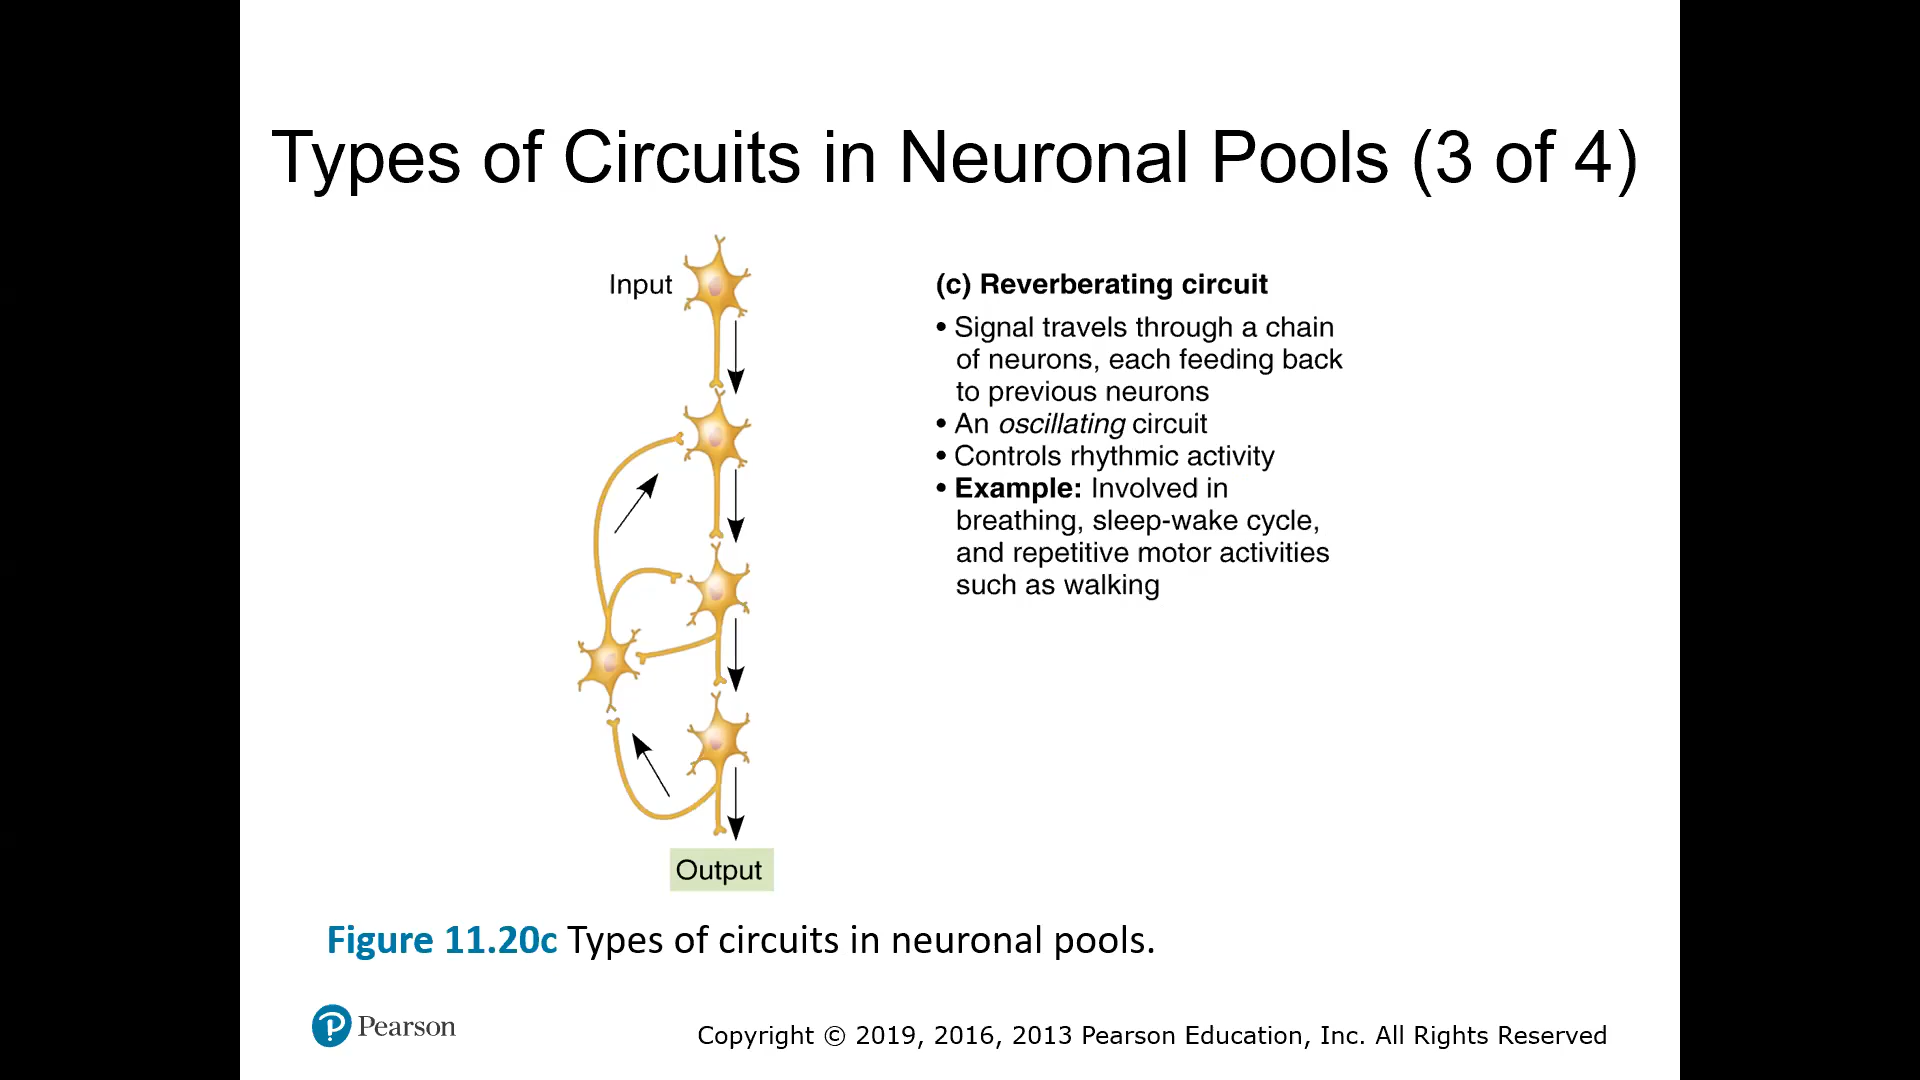 Types of Circuits in Neuronal Pools (3 of 4)
Input
(c) Reverberating circuit
• Signal travels through a chain
of neurons, each feeding back
to previous neurons
• An oscillating circuit
• Controls rhythmic activity
• Example: Involved in
breathing, sleep-wake cycle,
and repetitive motor activities
such as walking
Output
Figure 11.20c Types of circuits in neuronal pools.
P Pearson
Copyright © 2019, 2016, 2013 Pearson Education, Inc. All Rights Reserved